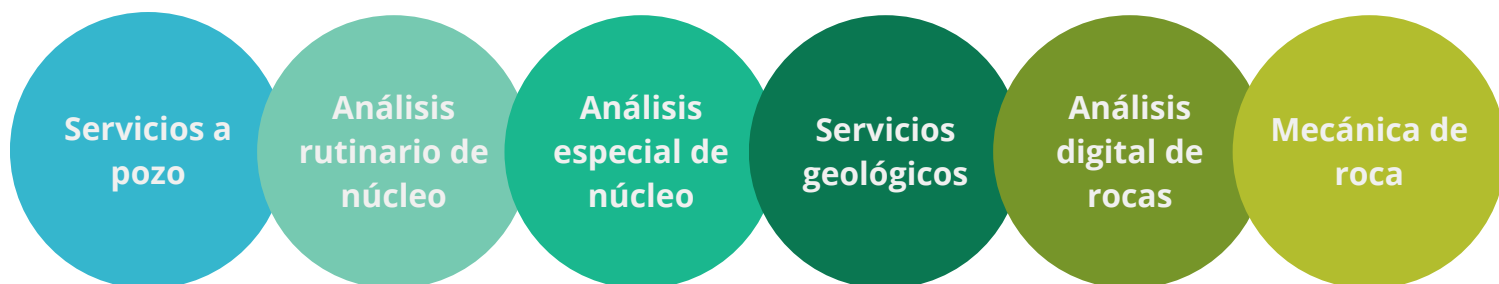 Servicios a
pozo
Análisis
rutinario de
núcleo
Análisis
especial de
núcleo
Servicios
geológicos
Análisis
digital de
rocas
Mecánica de
roca